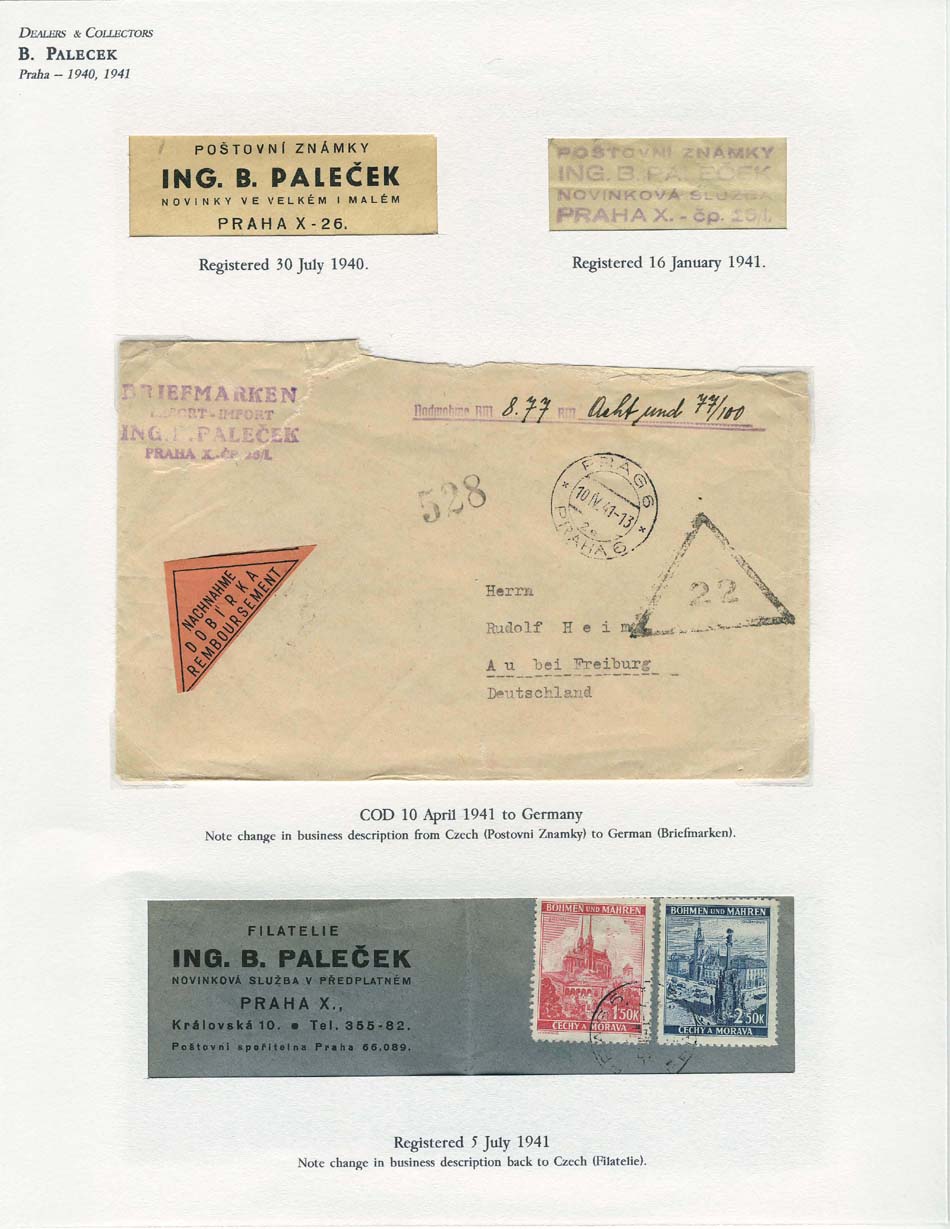 DEALERS & COLLECTORS
B. PALECEK
Praha – 1940, 1941
POŠTOVNÍ ZNÁMKY
ING. B. PALEČEK
NOVINKY VE VELKÉM I MALÉM
PRAHA X - 26.
Registered 30 July 1940.
POŠTOVNÍ ZNÁMKY
ING. B. PALEČEK
NOVINKOVÁ SLUŽBA
PRAHA X. - čp. 26/I.
Registered 16 January 1941.
BRIEFMARKEN
EXPORT - IMPORT
ING. B. PALEČEK
PRAHA X. čp. 26/I.
Nachnahme RM 8.77 RM Acht und 77/100
528
PRAG 6
10.IV.41-13
PRAHA 6
22
NACHNAHME
DOBÍRKA
REMBOURSEMENT
Herrn
Rudolf Heim
Au bei Freiburg
Deutschland
COD 10 April 1941 to Germany
Note change in business description from Czech (Postovni Znamky) to German (Briefmarken).
FILATELIE
ING. B. PALEČEK
NOVINKOVÁ SLUŽBA V PŘEDPLATNÉM
PRAHA X.,
Královská 10. • Tel. 355-82.
Poštovní spořitelna Praha 66.089.
BÖHMEN UND MÄHREN
1'50K
ČECHY A MORAVA
BÖHMEN UND MÄHREN
2'50K
ČECHY A MORAVA
Registered 5 July 1941
Note change in business description back to Czech (Filatelie).